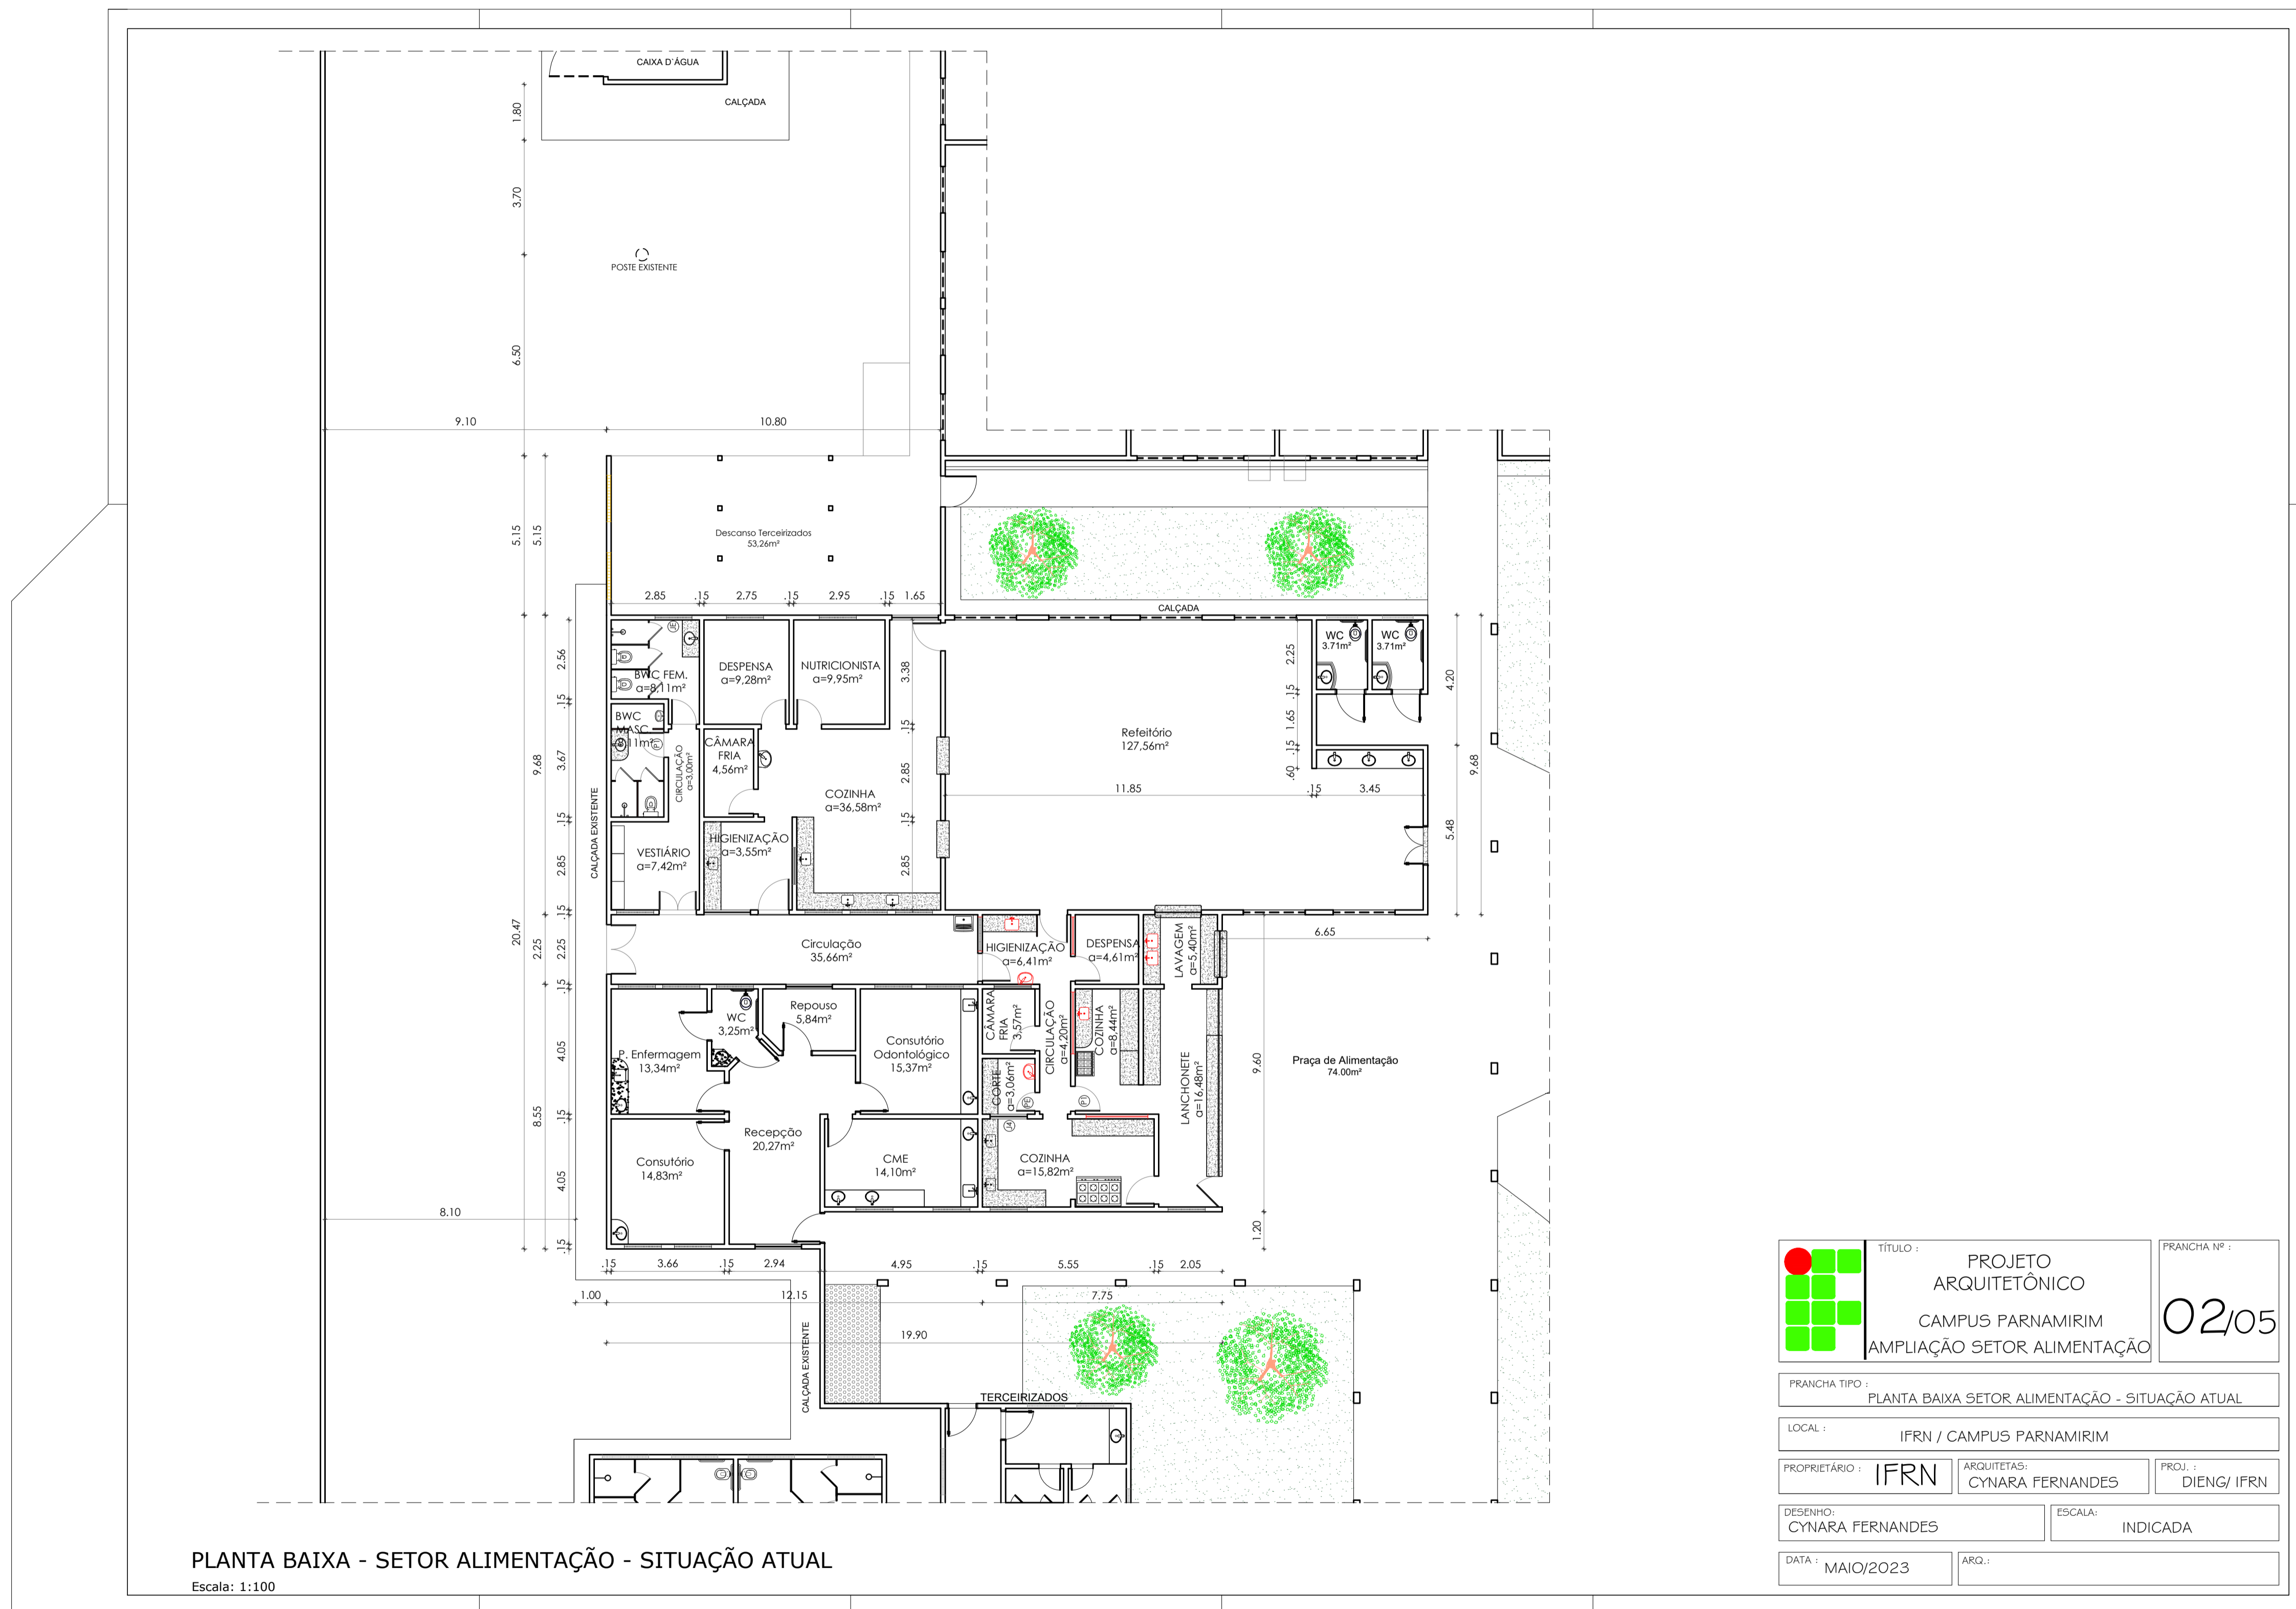 CAIXA D´ÁGUA
CALÇADA
1.80
3.70
POSTE EXISTENTE
6.50
9.10
10.80
5.15
5.15
Descanso Terceirizados
53,26m²
2.85
.15
2.75
.15
2.95
.15
1.65
CALÇADA
2.56
.15
3.67
.15
2.85
.15
2.25
.15
4.05
.15
4.05
.15
9.68
2.25
8.55
20.47
CALÇADA EXISTENTE
BWC FEM.
a=8,11m²
DESPENSA
a=9,28m²
NUTRICIONISTA
a=9,95m²
3.38
.15
2.85
.15
2.85
BWC
MASC.
CIRCULAÇÃO
a=3,00m²
CÂMARA
FRIA
4,56m²
COZINHA
a=36,58m²
HIGIENIZAÇÃO
a=3,55m²
VESTIÁRIO
a=7,42m²
Refeitório
127,56m²
WC
3.71m²
WC
3.71m²
2.25
.15
1.65
.15
.60
11.85
.15
3.45
4.20
5.48
9.68
6.65
Circulação
35,66m²
HIGIENIZAÇÃO
a=6,41m²
DESPENSA
a=4,61m²
LAVAGEM
a=5,40m²
P. Enfermagem
13,34m²
WC
3,25m²
Repouso
5,84m²
Consutório
Odontológico
15,37m²
CÂMARA
FRIA
3,57m²
CIRCULAÇÃO
a=4,20m²
COZINHA
a=8,44m²
CORTE
a=3,06m²
LANCHONETE
a=16,48m²
9.60
Praça de Alimentação
74.00m²
Consutório
14,83m²
Recepção
20,27m²
CME
14,10m²
COZINHA
a=15,82m²
8.10
1.20
.15
3.66
.15
2.94
4.95
.15
5.55
.15
2.05
1.00
12.15
7.75
19.90
CALÇADA EXISTENTE
TERCEIRIZADOS
PLANTA BAIXA - SETOR ALIMENTAÇÃO - SITUAÇÃO ATUAL
Escala: 1:100
TÍTULO :
PROJETO
ARQUITETÔNICO
CAMPUS PARNAMIRIM
AMPLIAÇÃO SETOR ALIMENTAÇÃO
PRANCHA Nº :
02/05
PRANCHA TIPO :
PLANTA BAIXA SETOR ALIMENTAÇÃO - SITUAÇÃO ATUAL
LOCAL :
IFRN / CAMPUS PARNAMIRIM
PROPRIETÁRIO :
IFRN
ARQUITETAS:
CYNARA FERNANDES
PROJ. :
DIENG/ IFRN
DESENHO:
CYNARA FERNANDES
ESCALA:
INDICADA
DATA :
MAIO/2023
ARQ.: